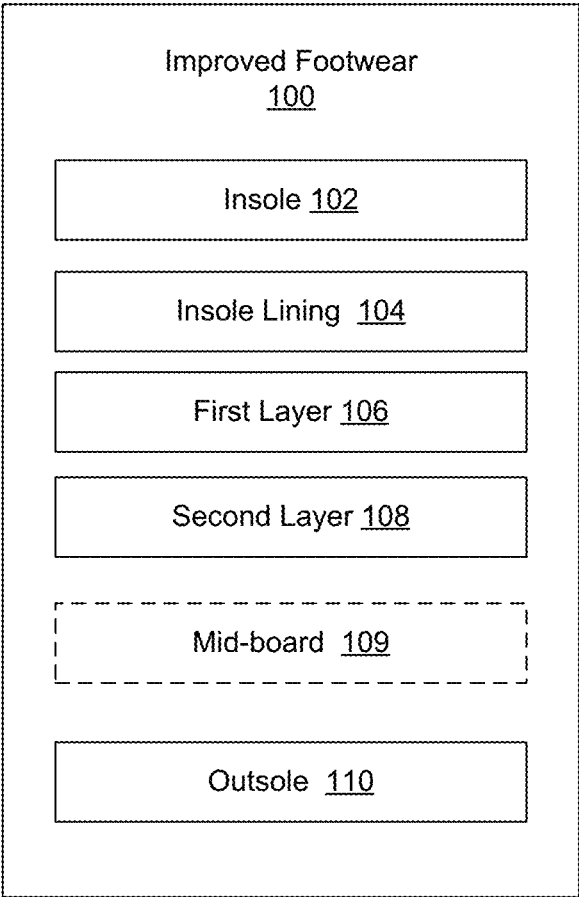 Improved Footwear
100
Insole 102
Insole Lining 104
First Layer 106
Second Layer 108
Mid-board 109
Outsole 110